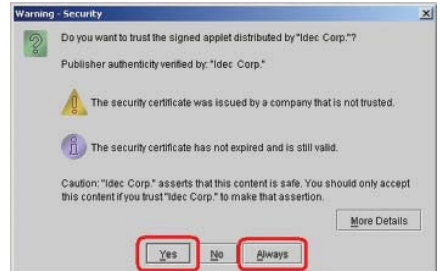 Warning - Security
Do you want to trust the signed applet distributed by "Idec Corp."?
Publisher authenticity verified by: "Idec Corp."
The security certificate was issued by a company that is not trusted.
The security certificate has not expired and is still valid.
Caution: "Idec Corp." asserts that this content is safe. You should only accept
this content if you trust "Idec Corp." to make that assertion.
More Details
Yes No Always